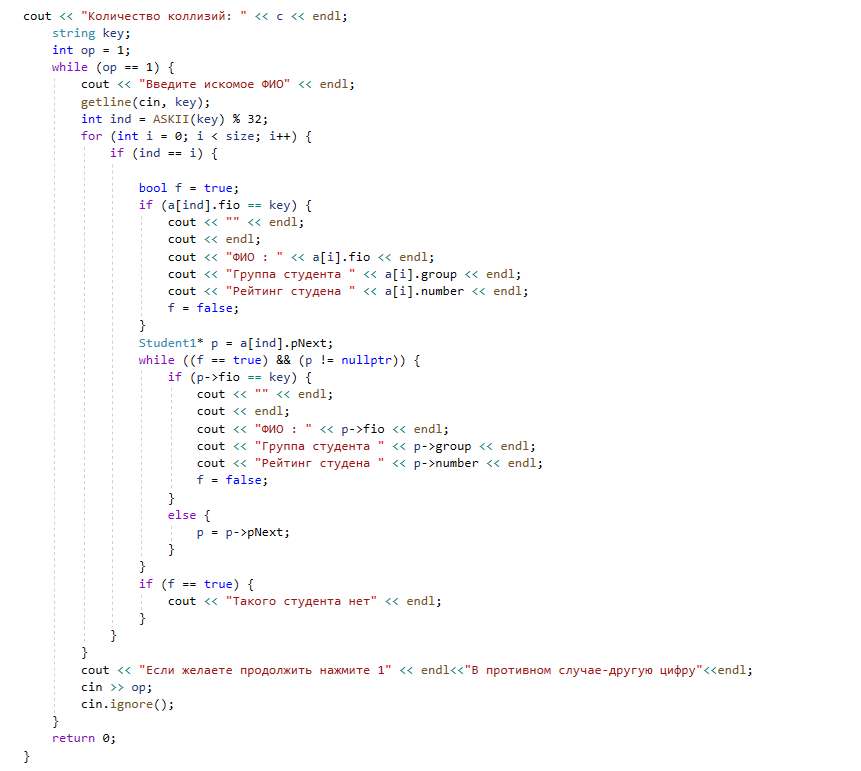 cout << "Количество коллизий: " << c << endl;
string key;
int op = 1;
while (op == 1) {
cout << "Введите искомое ФИО" << endl;
getline(cin, key);
int ind = ASKII(key) % 32;
for (int i = 0; i < size; i++) {
if (ind == i) {
bool f = true;
if (a[ind].fio == key) {
cout << "" << endl;
cout << endl;
cout << "ФИО : " << a[i].fio << endl;
cout << "Группа студента " << a[i].group << endl;
cout << "Рейтинг студена " << a[i].number << endl;
f = false;
}
Student1* p = a[ind].pNext;
while ((f == true) && (p != nullptr)) {
if (p->fio == key) {
cout << "" << endl;
cout << endl;
cout << "ФИО : " << p->fio << endl;
cout << "Группа студента " << p->group << endl;
cout << "Рейтинг студена " << p->number << endl;
f = false;
}
else {
p = p->pNext;
}
}
if (f == true) {
cout << "Такого студента нет" << endl;
}
}
}
cout << "Если желаете продолжить нажмите 1" << endl<<"В противном случае-другую цифру"<<endl;
cin >> op;
cin.ignore();
}
return 0;
}